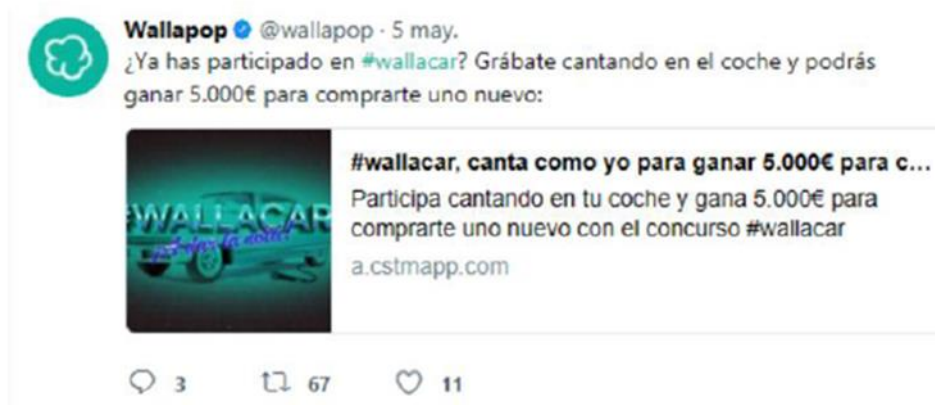 Wallapop @wallapop · 5 may.
¿Ya has participado en #wallacar? Grábate cantando en el coche y podrás
ganar 5.000€ para comprarte uno nuevo:
#WALLACAR
#wallacar, canta como yo para ganar 5.000€ para c...
Participa cantando en tu coche y gana 5.000€ para
comprarte uno nuevo con el concurso #wallacar
a.cstmapp.com
3 67 11